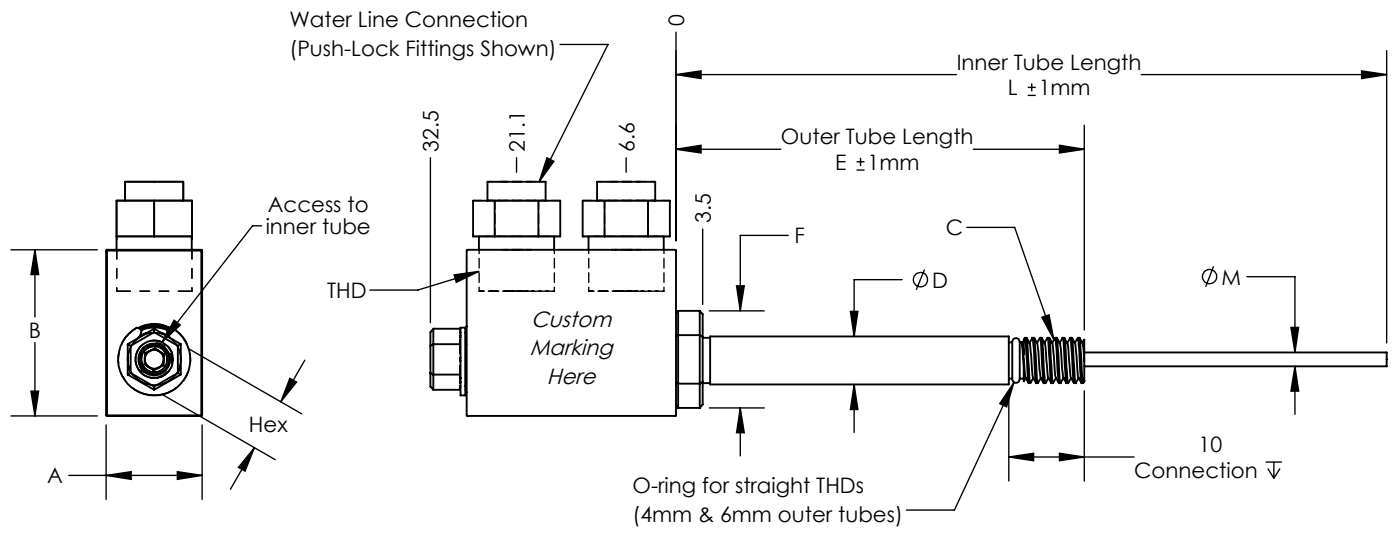 Water Line Connection
(Push-Lock Fittings Shown)
0
Inner Tube Length
L ±1mm
32.5
21.1
6.6
Outer Tube Length
E ±1mm
3.5
Access to
inner tube
F
C
∅D
∅M
THD
B
Custom
Marking
Here
Hex
A
10
Connection ↧
O-ring for straight THDs
(4mm & 6mm outer tubes)